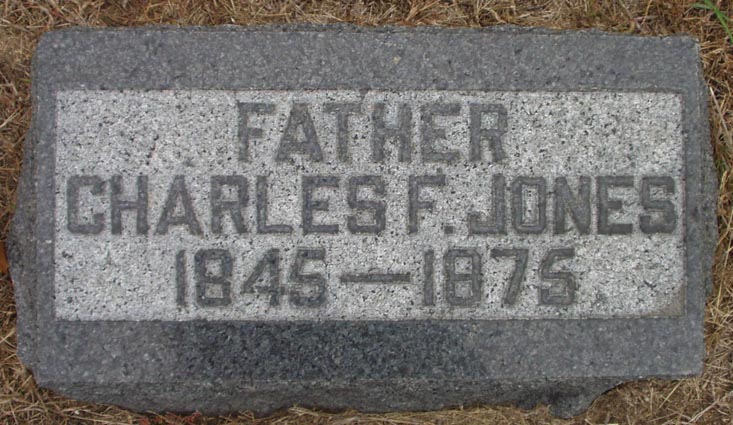 FATHER
CHARLES F. JONES
1845—1875